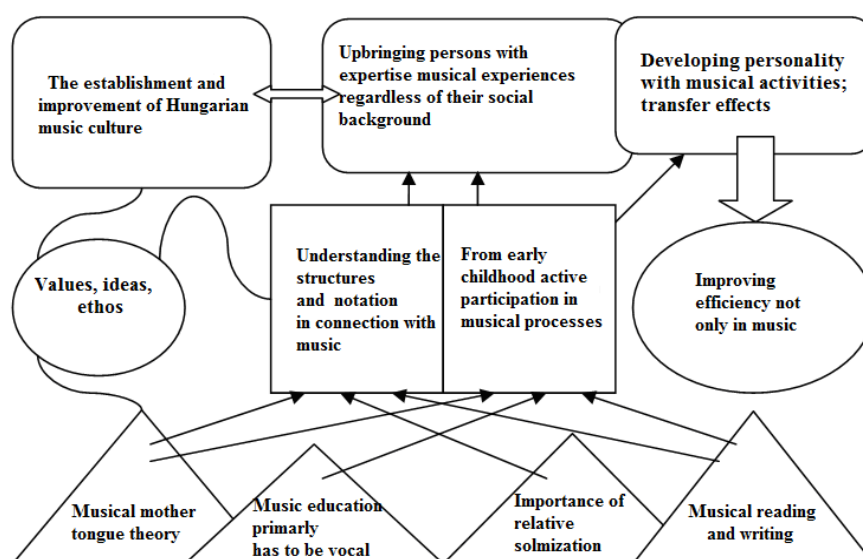 The establishment and
improvement of Hungarian
music culture
Upbringing persons with
expertise musical experiences
regardless of their social
background
Developing personality
with musical activities;
transfer effects
Values, ideas,
ethos
Understanding the
structures
and notation
in connection with
music
From early
childhood active
participation in
musical processes
Improving
efficiency not
only in music
Musical mother
tongue theory
Music education
primarly
has to be vocal
Importance of
relative
solmization
Musical reading
and writing